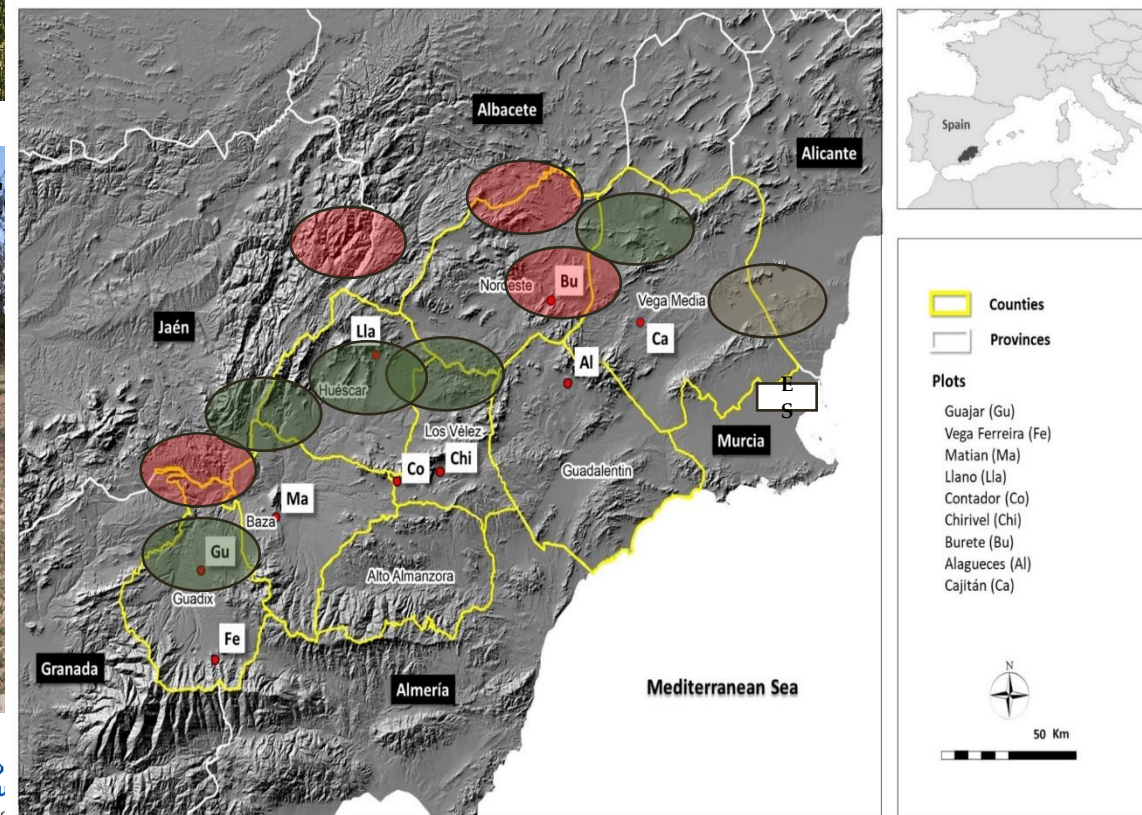 Albacete
Alicante
Nordeste
Bu
Vega Media
Jaén
Lla
Ca
Al
Huéscar
E
S
Los Vélez
Murcia
Co
Chi
Guadalentin
Ma
Baza
Gu
Alto Almanzora
Guadix
Fe
Granada
Almería
Mediterranean Sea
Spain
Counties
Provinces
Plots
Guajar (Gu)
Vega Ferreira (Fe)
Matian (Ma)
Llano (Lla)
Contador (Co)
Chirivel (Chi)
Burete (Bu)
Alagueces (Al)
Cajitán (Ca)
N
50 Km